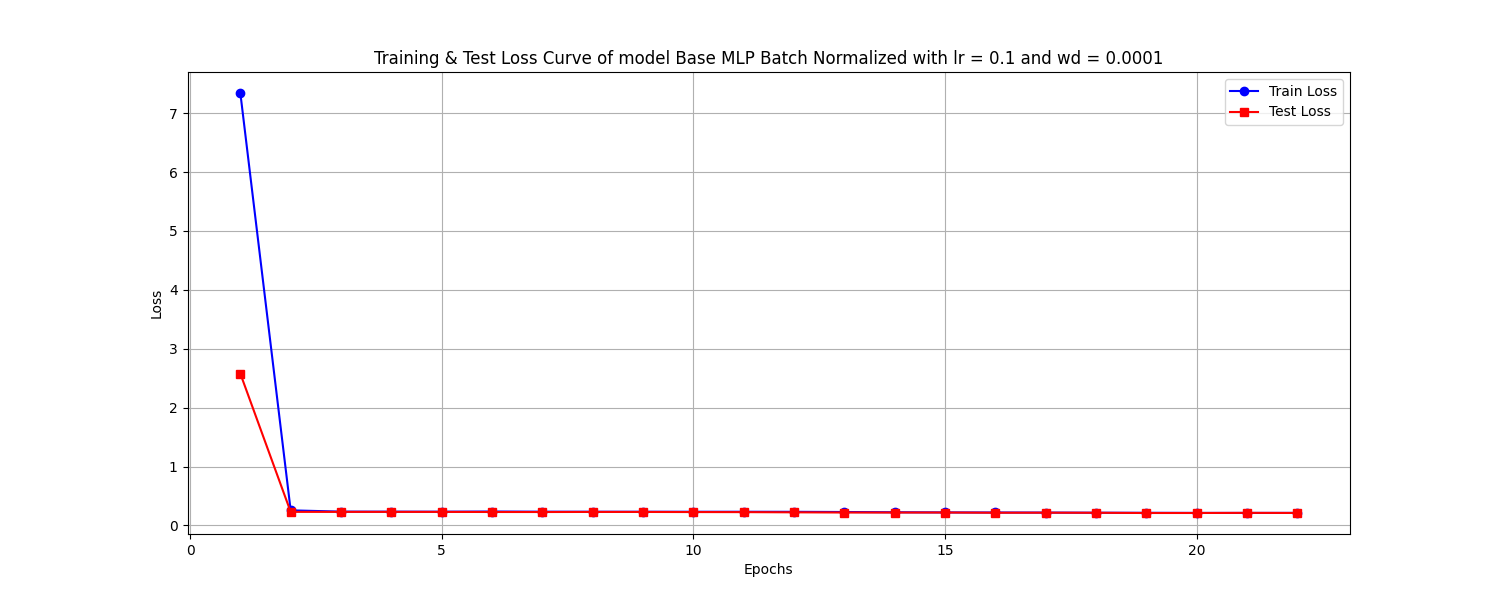 Training & Test Loss Curve of model Base MLP Batch Normalized with lr = 0.1 and wd = 0.0001
Train Loss
Test Loss
7
6
5
4
3
2
1
0
Loss
0 5 10 15 20
Epochs